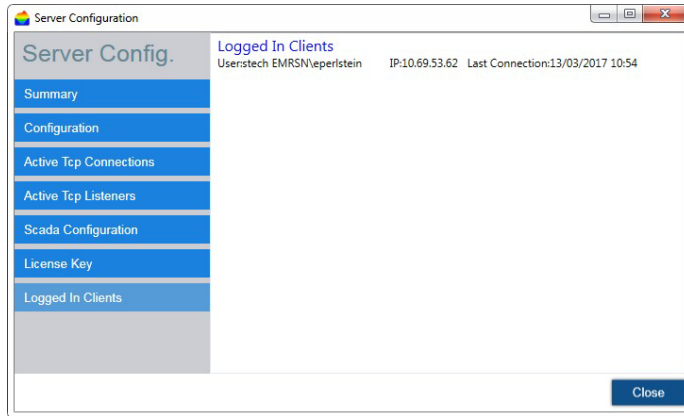 Server Configuration
Server Config.
Summary
Configuration
Active Tcp Connections
Active Tcp Listeners
Scada Configuration
License Key
Logged In Clients
Logged In Clients
User:stech EMRSN\eperlstein IP:10.69.53.62 Last Connection:13/03/2017 10:54
Close